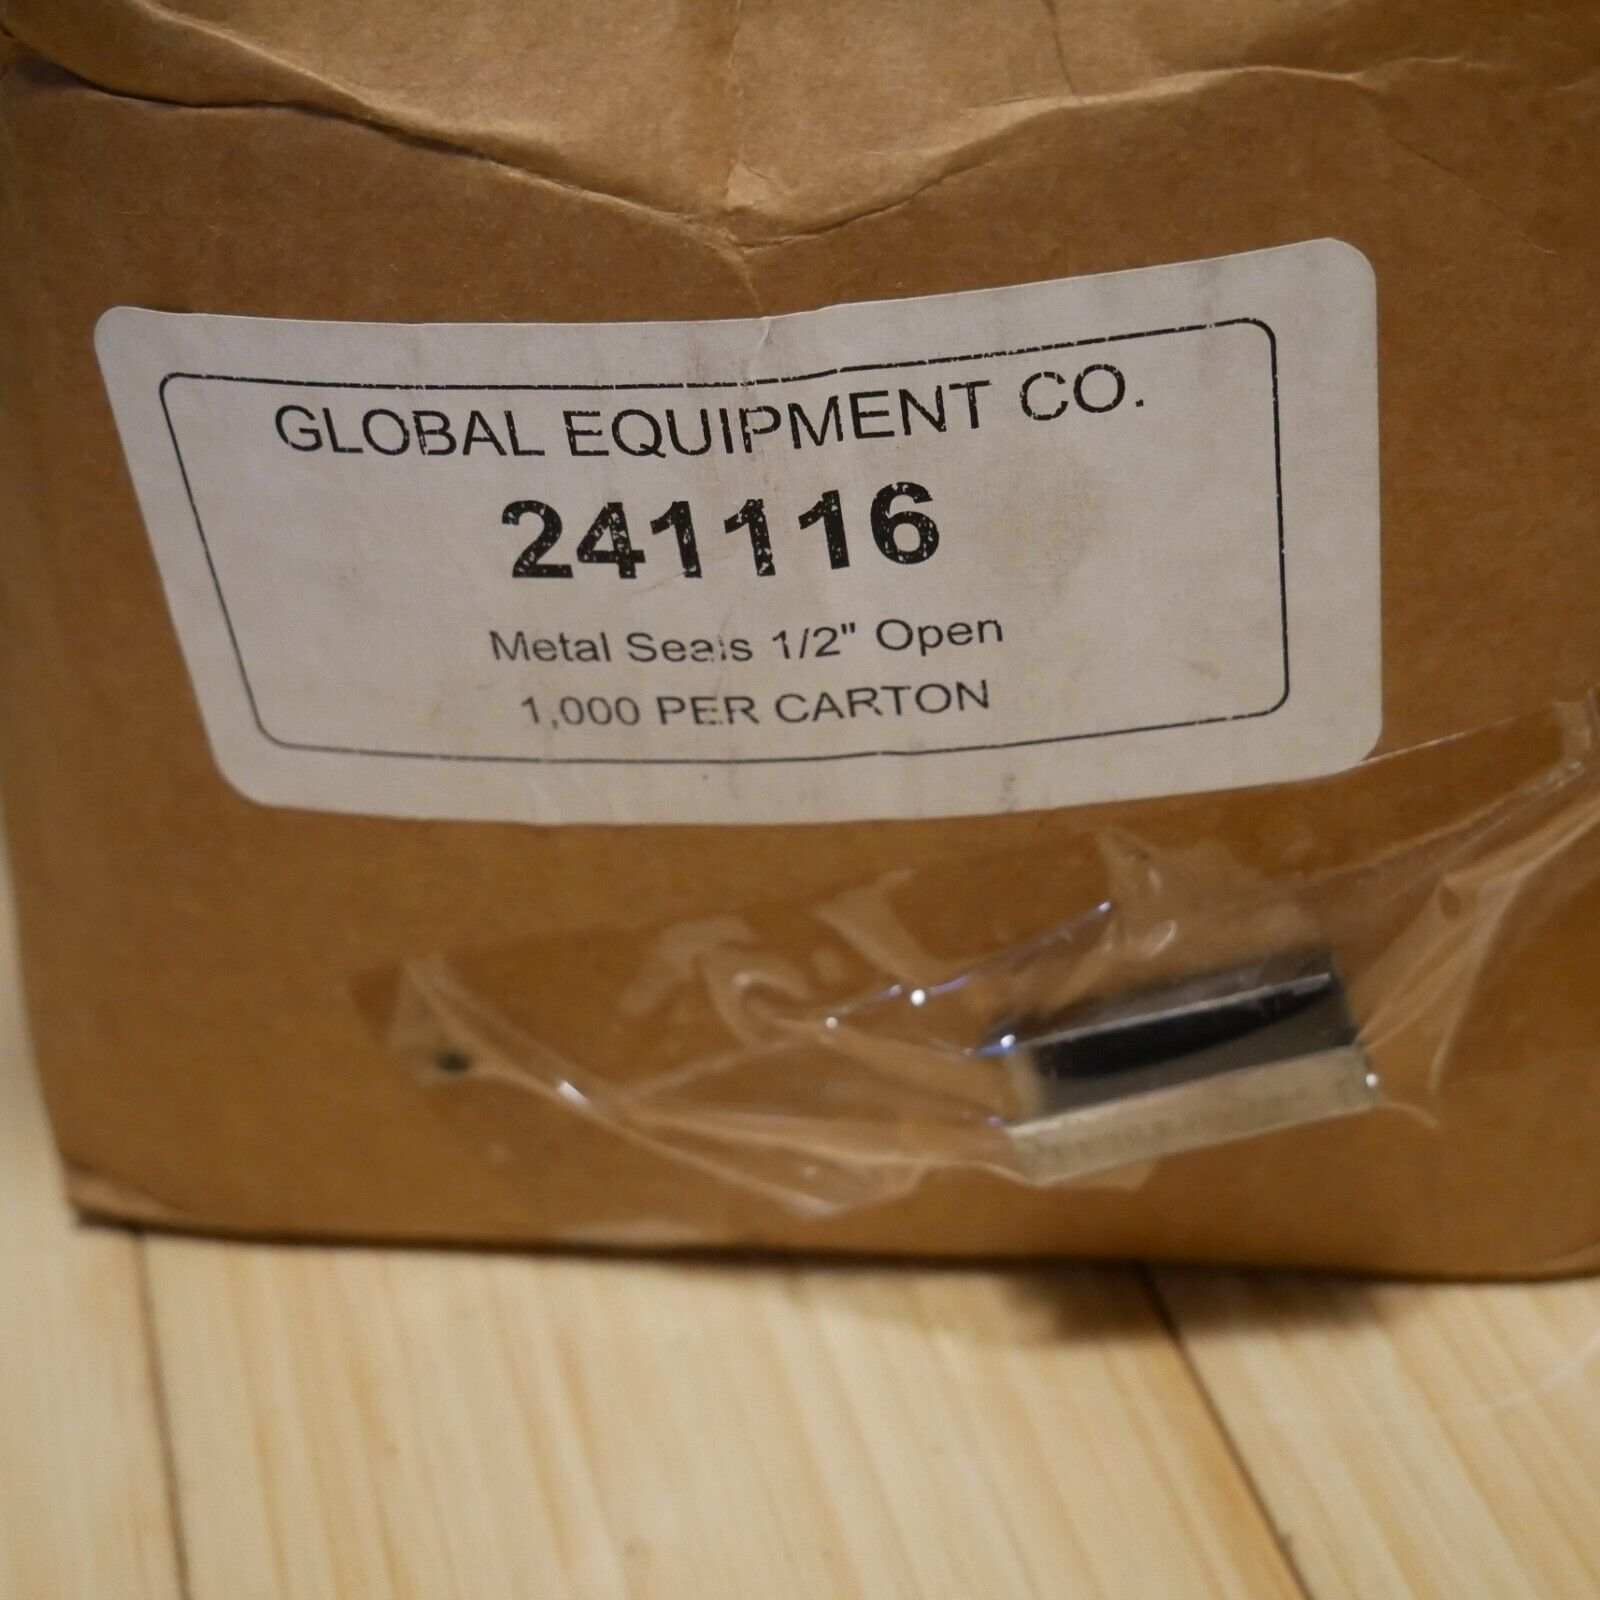 GLOBAL EQUIPMENT CO.
241116
Metal Seals 1/2" Open
1,000 PER CARTON